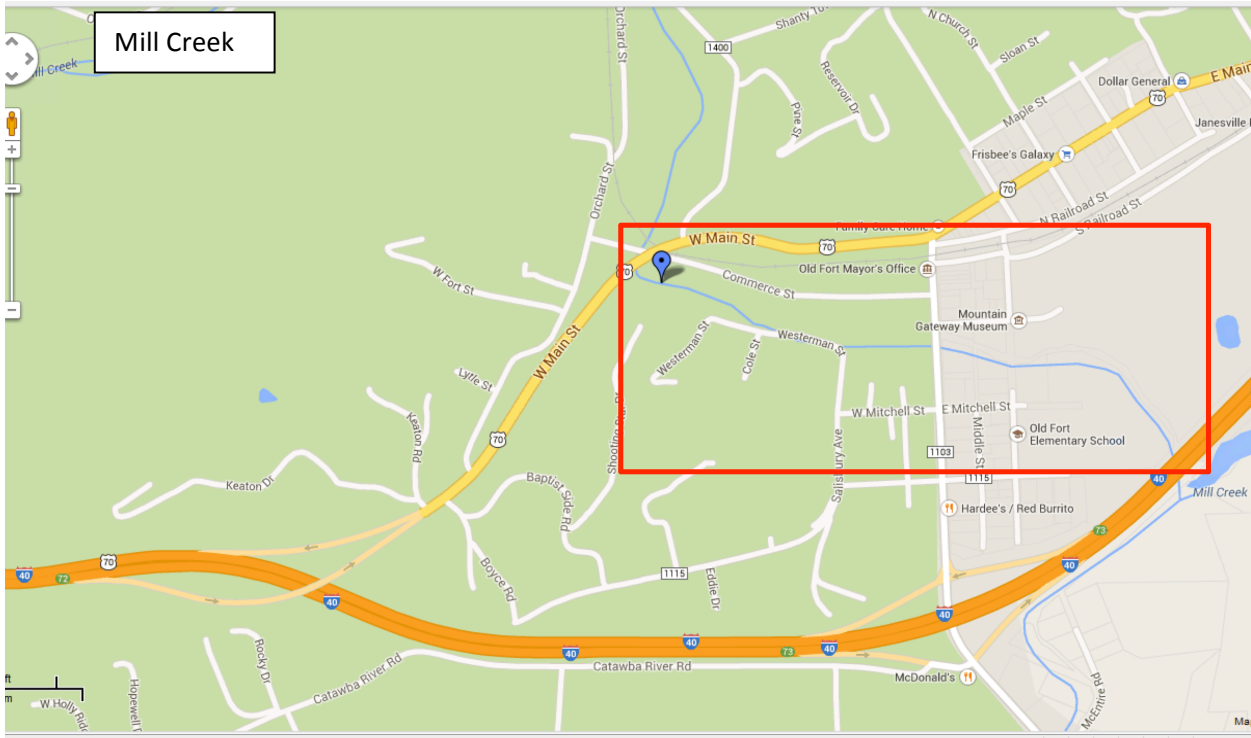 Mill Creek
Mill Creek
Orchard St
1400
Shanty
N Church St
Sloan St
Dollar General
E Main
70
Reservoir Dr
Pine St
Maple St
Janesville
Frisbee's Galaxy
70
Orchard St
N Railroad St
S Railroad St
Family Care Home
W Main St
70
W Fort St
70
Old Fort Mayor's Office
Commerce St
Mountain
Gateway Museum
Westerman St
Westerman St
Cole St
W Main St
Lytle St
Keaton Rd
W Mitchell St
E Mitchell St
Middle St
Old Fort
Elementary School
70
Salisbury Ave
1103
1115
40
Mill Creek
Keaton Dr
Baptist Side Rd
Hardee's / Red Burrito
73
70
40
72
Boyce Rd
1115
Eddie Dr
40
40
40
40
40
73
40
Rocky Dr
Catawba River Rd
Catawba River Rd
McDonald's
McEntire Rd
Hopewell
W Holly